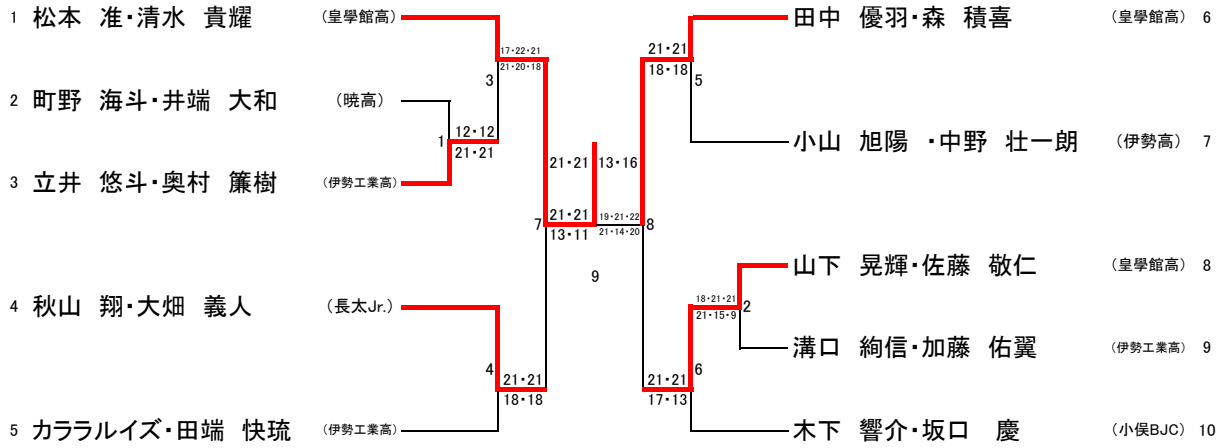 1 松本 准・清水 貴耀 (皇學館高)
田中 優羽・森 積喜 (皇學館高) 6
17・22・21
21・20・18
3
21・21
18・18
5
2 町野 海斗・井端 大和 (暁高)
12・12
1
21・21
小山 旭陽 ・中野 壮一朗 (伊勢高) 7
3 立井 悠斗・奥村 簾樹 (伊勢工業高)
21・21 13・16
21・21
7
13・11
19・21・22
21・14・20
8
9
山下 晃輝・佐藤 敬仁 (皇學館高) 8
4 秋山 翔・大畑 義人 (長太Jr.)
18・21・21
21・15・9
2
溝口 絢信・加藤 佑翼 (伊勢工業高) 9
4
21・21
18・18
21・21
17・13
6
5 カララルイズ・田端 快琉 (伊勢工業高)
木下 響介・坂口 慶 (小俣BJC) 10